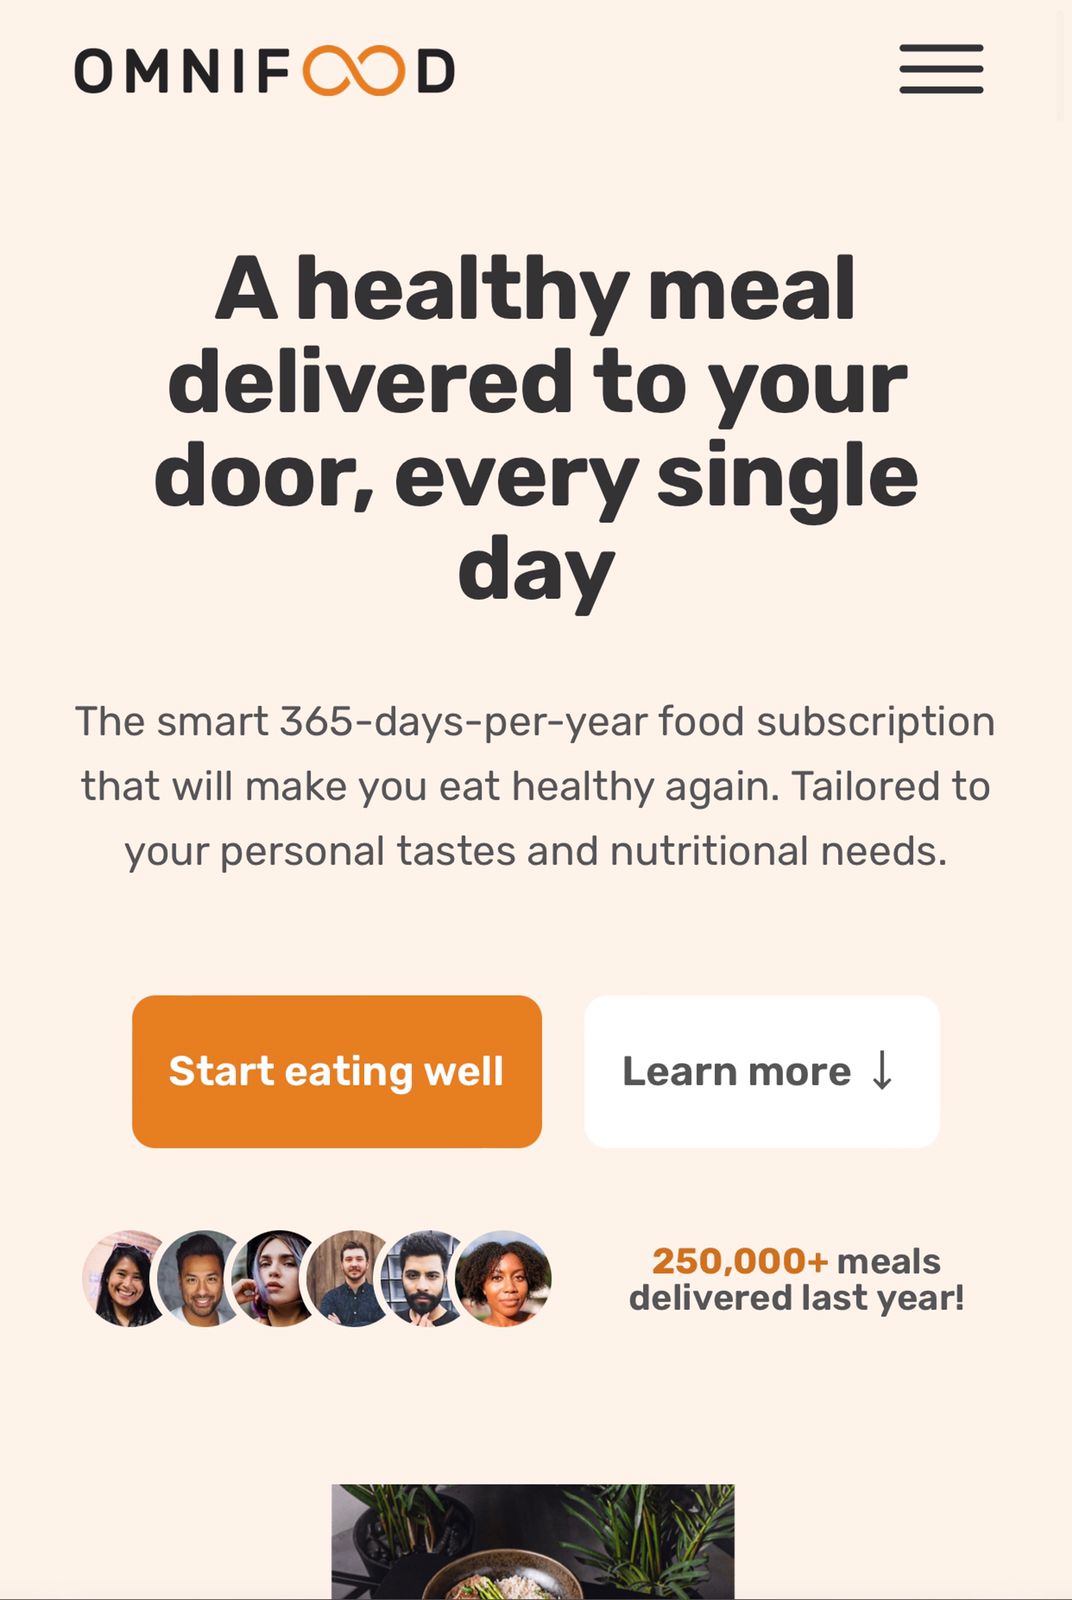 OMNIFOOD
A healthy meal
delivered to your
door, every single
day
The smart 365-days-per-year food subscription
that will make you eat healthy again. Tailored to
your personal tastes and nutritional needs.
Start eating well
Learn more ↓
250,000+ meals
delivered last year!